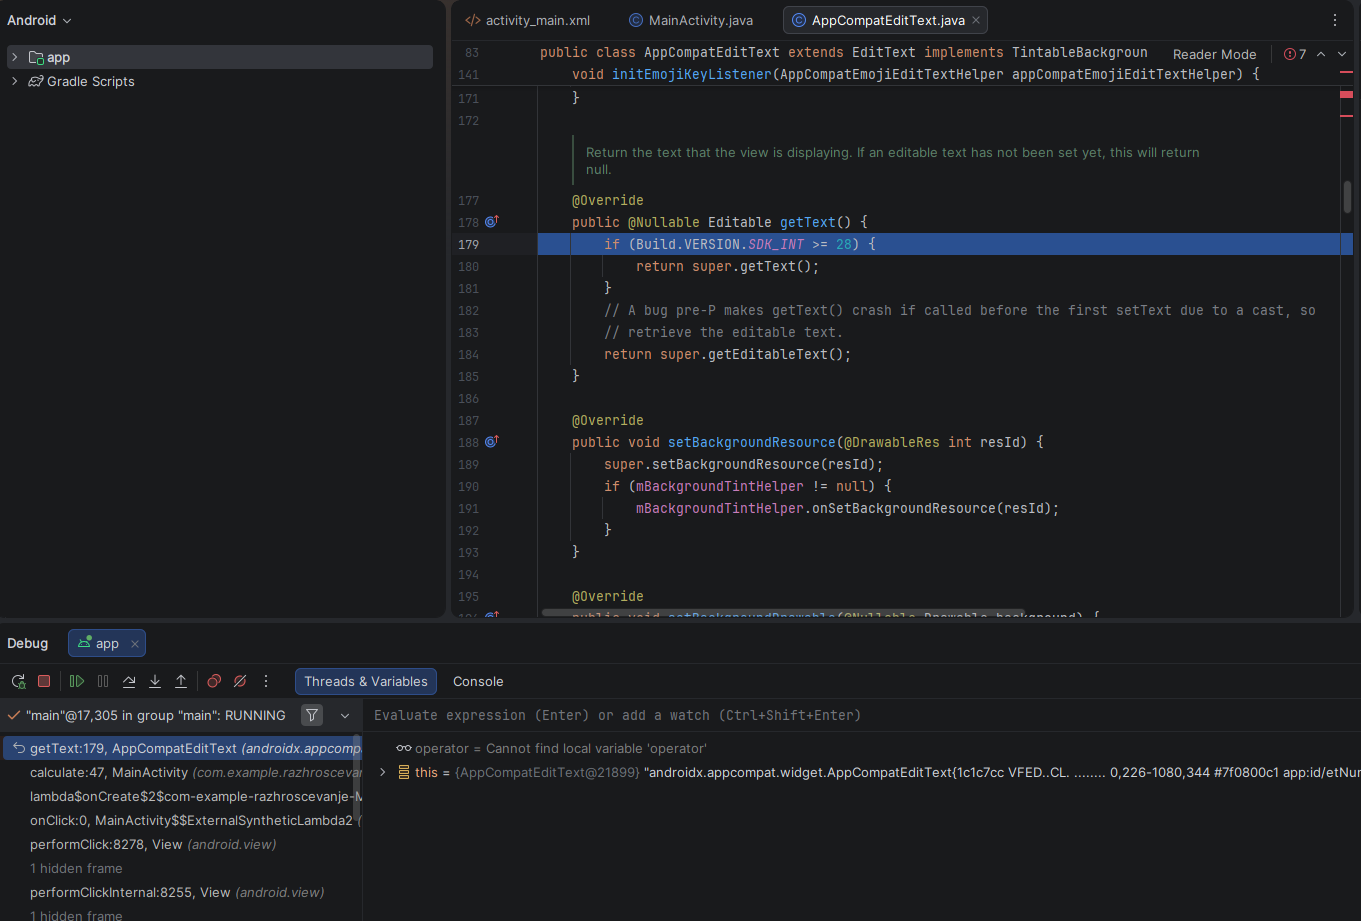 Android
app
Gradle Scripts
activity_main.xml
MainActivity.java
AppCompatEditText.java
Reader Mode
7
83 public class AppCompatEditText extends EditText implements TintableBackgroun
141 void initEmojiKeyListener(AppCompatEmojiEditTextHelper appCompatEmojiEditTextHelper) {
171 }
172
Return the text that the view is displaying. If an editable text has not been set yet, this will return
null.
177 @Override
178 public @Nullable Editable getText() {
179 if (Build.VERSION.SDK_INT >= 28) {
180 return super.getText();
181 }
182 // A bug pre-P makes getText() crash if called before the first setText due to a cast, so
183 // retrieve the editable text.
184 return super.getEditableText();
185 }
186
187 @Override
188 public void setBackgroundResource(@DrawableRes int resId) {
189 super.setBackgroundResource(resId);
190 if (mBackgroundTintHelper != null) {
191 mBackgroundTintHelper.onSetBackgroundResource(resId);
192 }
193 }
194
195 @Override
196 public void setBackgroundDrawable(@Nullable Drawable background) {
Debug
app
Threads & Variables
Console
"main"@17,305 in group "main": RUNNING
Evaluate expression (Enter) or add a watch (Ctrl+Shift+Enter)
getText:179, AppCompatEditText (androidx.appcomp
calculate:47, MainActivity (com.example.razhroscevan
lambda$onCreate$2$com-example-razhroscevanje-M
onClick:0, MainActivity$$ExternalSyntheticLambda2 (
performClick:8278, View (android.view)
1 hidden frame
performClickInternal:8255, View (android.view)
1 hidden frame
operator = Cannot find local variable 'operator'
this = {AppCompatEditText@21899} "androidx.appcompat.widget.AppCompatEditText{1c1c7cc VFED..CL. ........ 0,226-1080,344 #7f0800c1 app:id/etNum